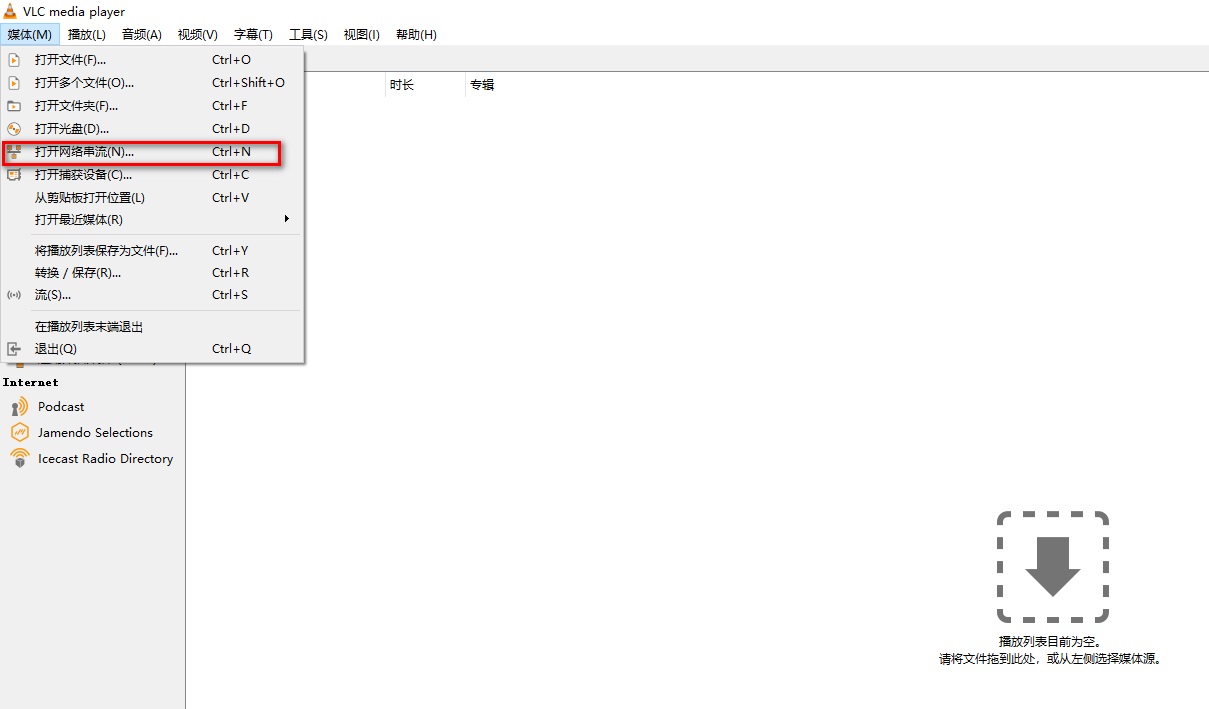 VLC media player
媒体(M) 播放(L) 音频(A) 视频(V) 字幕(T) 工具(S) 视图(I) 帮助(H)
打开文件(F)... Ctrl+O
打开多个文件(O)... Ctrl+Shift+O
时长 专辑
打开文件夹(F)... Ctrl+F
打开光盘(D)... Ctrl+D
打开网络串流(N)... Ctrl+N
打开捕获设备(C)... Ctrl+C
从剪贴板打开位置(L) Ctrl+V
打开最近媒体(R)
将播放列表保存为文件(F)... Ctrl+Y
转换 / 保存(R)... Ctrl+R
流(S)... Ctrl+S
在播放列表末端退出
退出(Q) Ctrl+Q
Internet
Podcast
Jamendo Selections
Icecast Radio Directory
播放列表目前为空。
请将文件拖到此处，或从左侧选择媒体源。